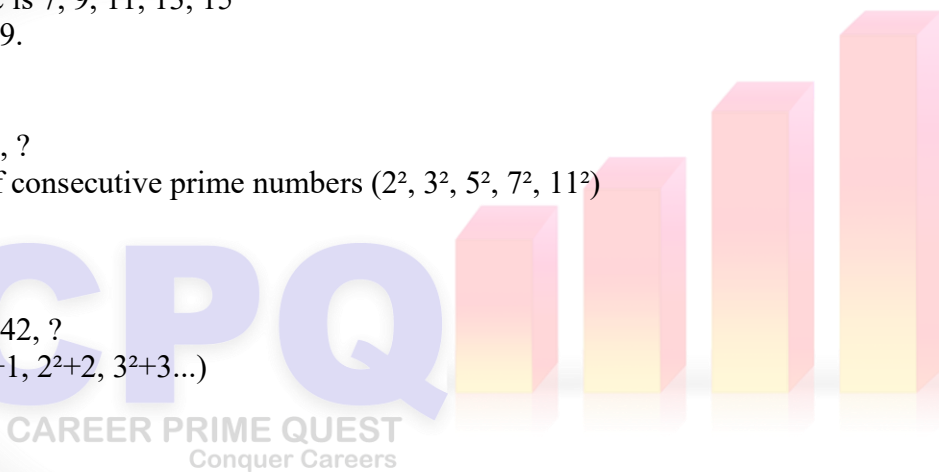 is 7, 9, 11, 13, 15
9.
, ?
f consecutive prime numbers (2², 3², 5², 7², 11²)
42, ?
+1, 2²+2, 3²+3...)
CPQ
CAREER PRIME QUEST
Conquer Careers